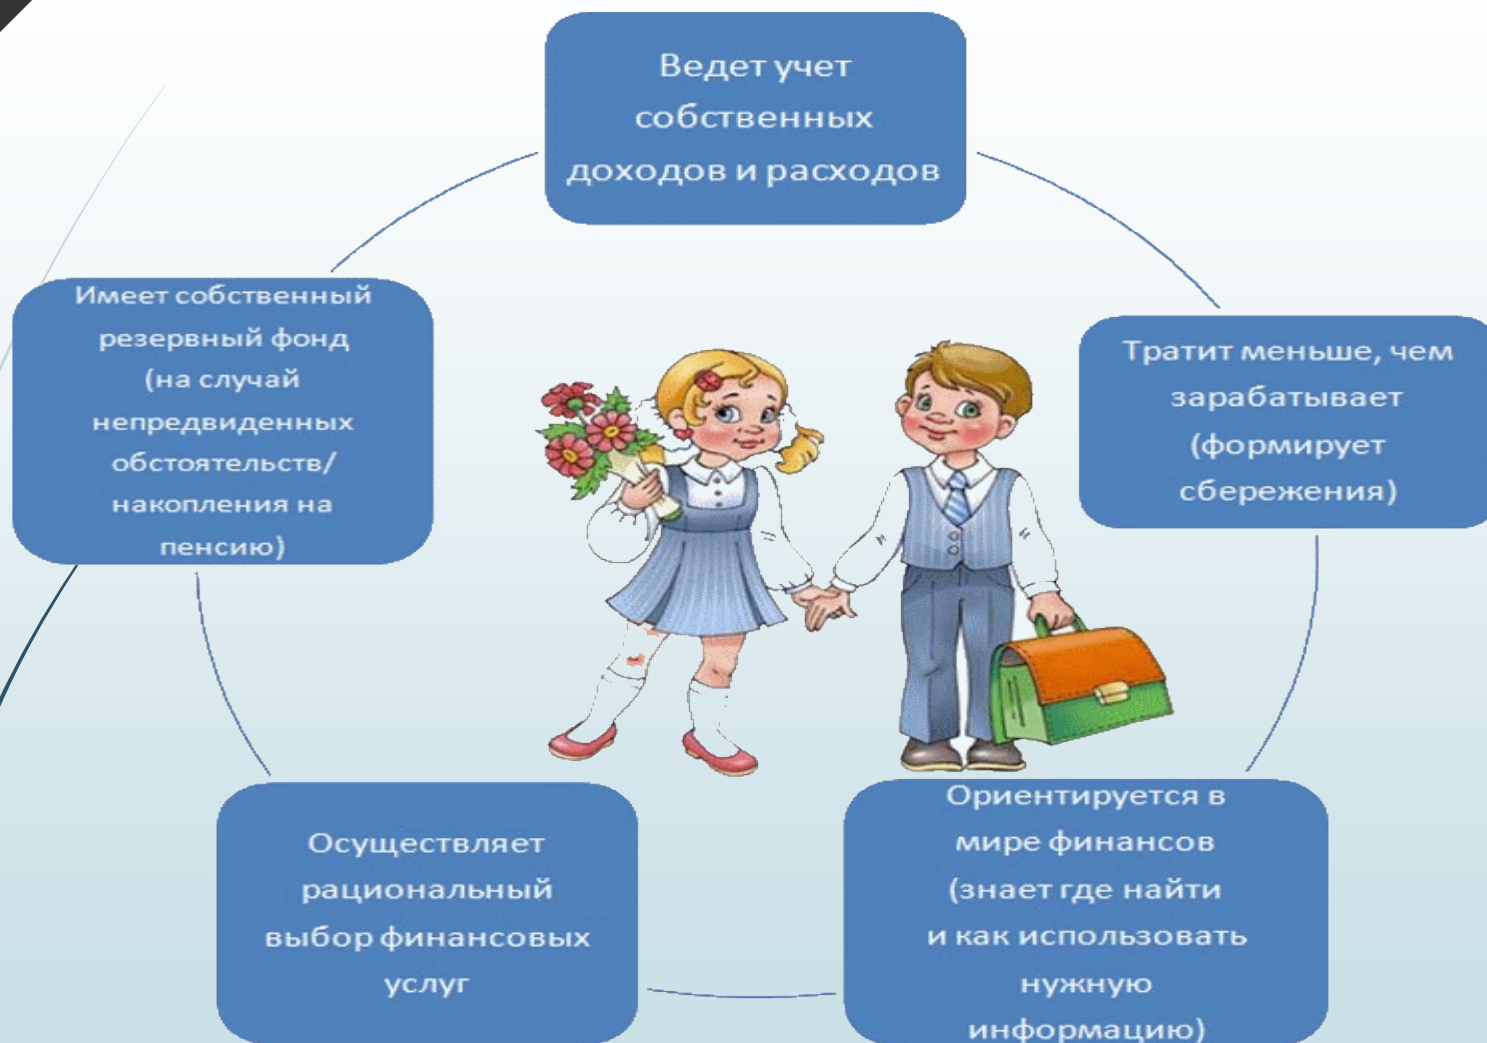 Ведет учет
собственных
доходов и расходов
Тратит меньше, чем
зарабатывает
(формирует
сбережения)
Ориентируется в
мире финансов
(знает где найти
и как использовать
нужную
информацию)
Осуществляет
рациональный
выбор финансовых
услуг
Имеет собственный
резервный фонд
(на случай
непредвиденных
обстоятельств/
накопления на
пенсию)